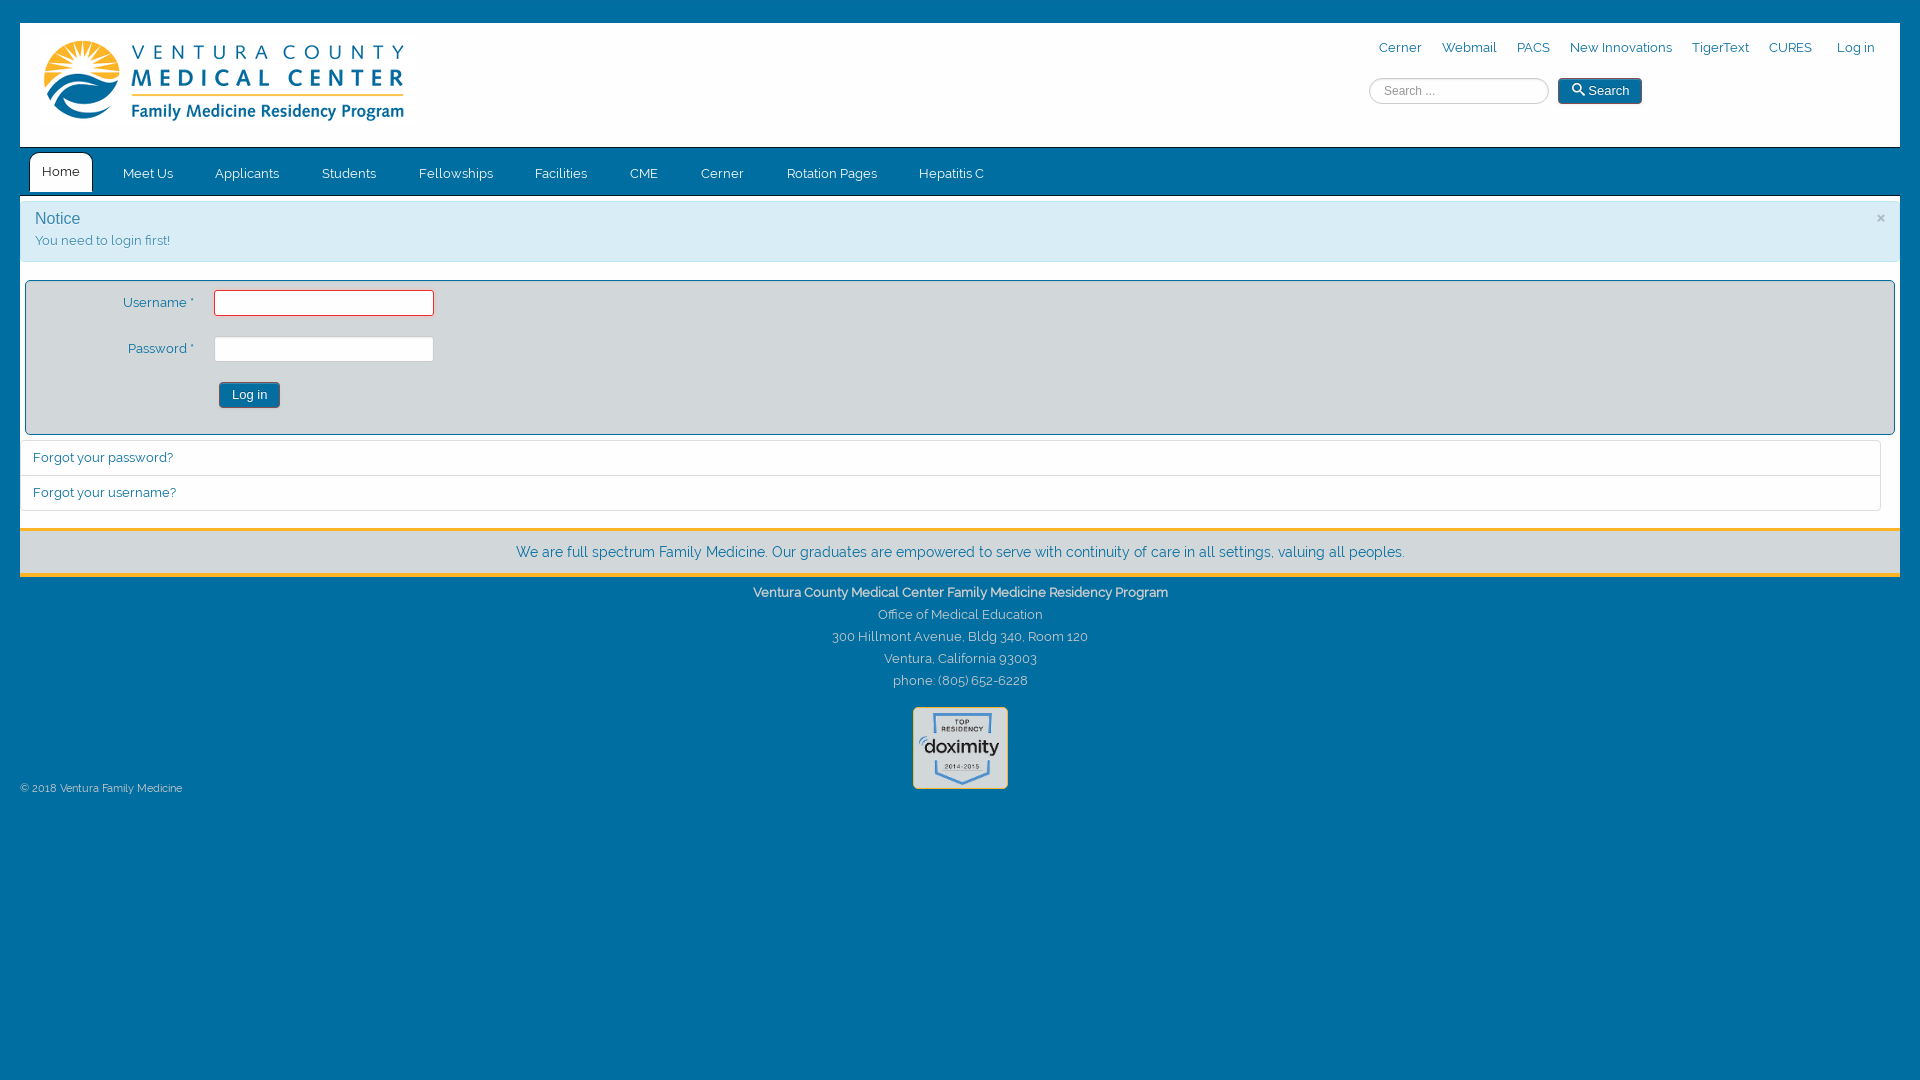 VENTURA COUNTY
MEDICAL CENTER
Family Medicine Residency Program
Cerner Webmail PACS New Innovations TigerText CURES Log in
Search ... Search
Home Meet Us Applicants Students Fellowships Facilities CME Cerner Rotation Pages Hepatitis C
Notice ×
You need to login first!
Username *
Password *
Log in
Forgot your password?
Forgot your username?
We are full spectrum Family Medicine. Our graduates are empowered to serve with continuity of care in all settings, valuing all peoples.
Ventura County Medical Center Family Medicine Residency Program
Office of Medical Education
300 Hillmont Avenue, Bldg 340, Room 120
Ventura, California 93003
phone: (805) 652-6228
TOP
RESIDENCY
doximity
2014-2015
© 2018 Ventura Family Medicine